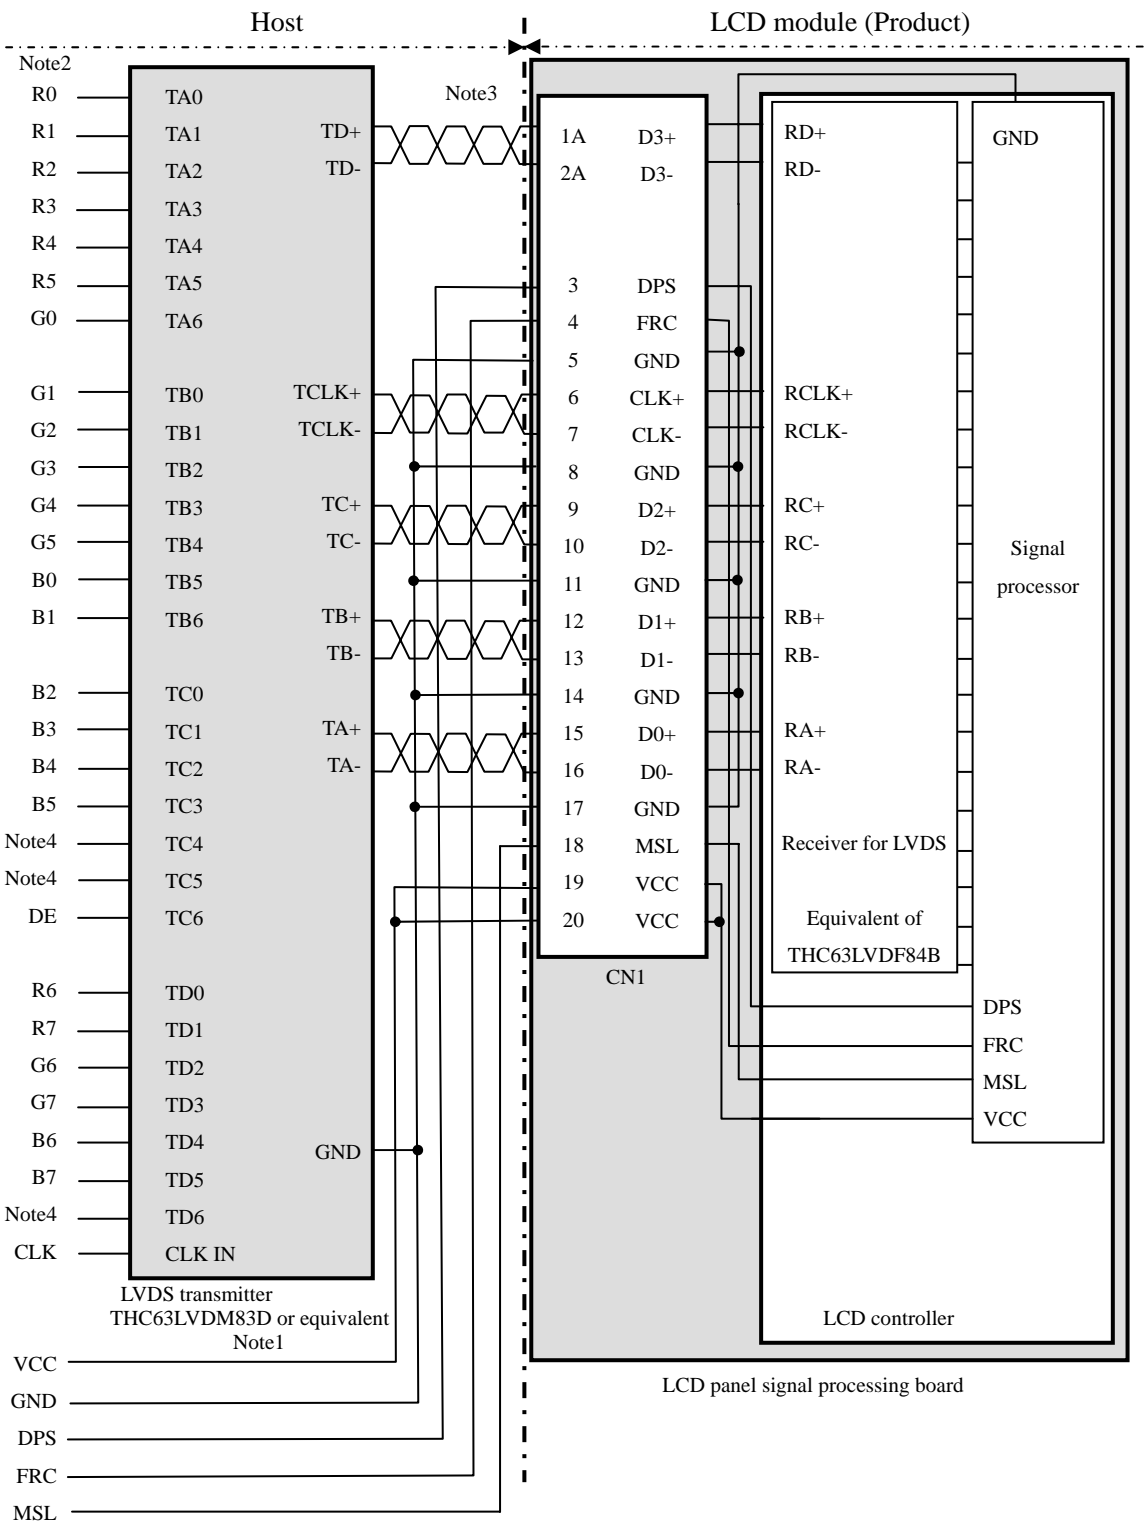 Host
LCD module (Product)
Note2
R0 TA0
Note3
R1 TA1 TD+ 1A D3+ RD+ GND
R2 TA2 TD- 2A D3- RD-
R3 TA3
R4 TA4
R5 TA5 3 DPS
G0 TA6 4 FRC
5 GND
G1 TB0 TCLK+ 6 CLK+ RCLK+
G2 TB1 TCLK- 7 CLK- RCLK-
G3 TB2 8 GND
G4 TB3 TC+ 9 D2+ RC+
G5 TB4 TC- 10 D2- RC- Signal
B0 TB5 11 GND processor
B1 TB6 TB+ 12 D1+ RB+
TB- 13 D1- RB-
B2 TC0 14 GND
B3 TC1 TA+ 15 D0+ RA+
B4 TC2 TA- 16 D0- RA-
B5 TC3 17 GND
Note4 TC4 18 MSL Receiver for LVDS
Note4 TC5 19 VCC
DE TC6 20 VCC Equivalent of
THC63LVDF84B
CN1
R6 TD0
DPS
R7 TD1
FRC
G6 TD2
MSL
G7 TD3
VCC
B6 TD4 GND
B7 TD5
Note4 TD6
CLK CLK IN
LVDS transmitter
THC63LVDM83D or equivalent
LCD controller
Note1
VCC
LCD panel signal processing board
GND
DPS
FRC
MSL